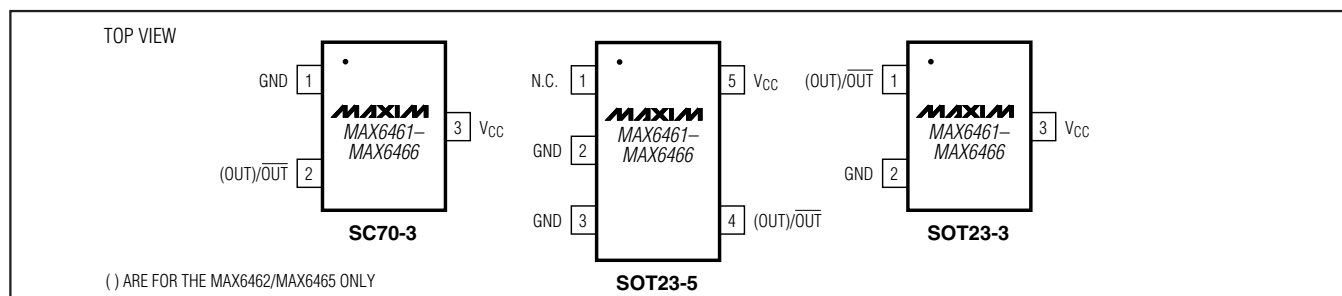 TOP VIEW
GND 1
MAXIM
MAX6461–
MAX6466
3 VCC
(OUT)/OUT 2
SC70-3
N.C. 1
5 VCC
MAXIM
MAX6461–
MAX6466
GND 2
GND 3
4 (OUT)/OUT
SOT23-5
(OUT)/OUT 1
MAXIM
MAX6461–
MAX6466
3 VCC
GND 2
SOT23-3
( ) ARE FOR THE MAX6462/MAX6465 ONLY